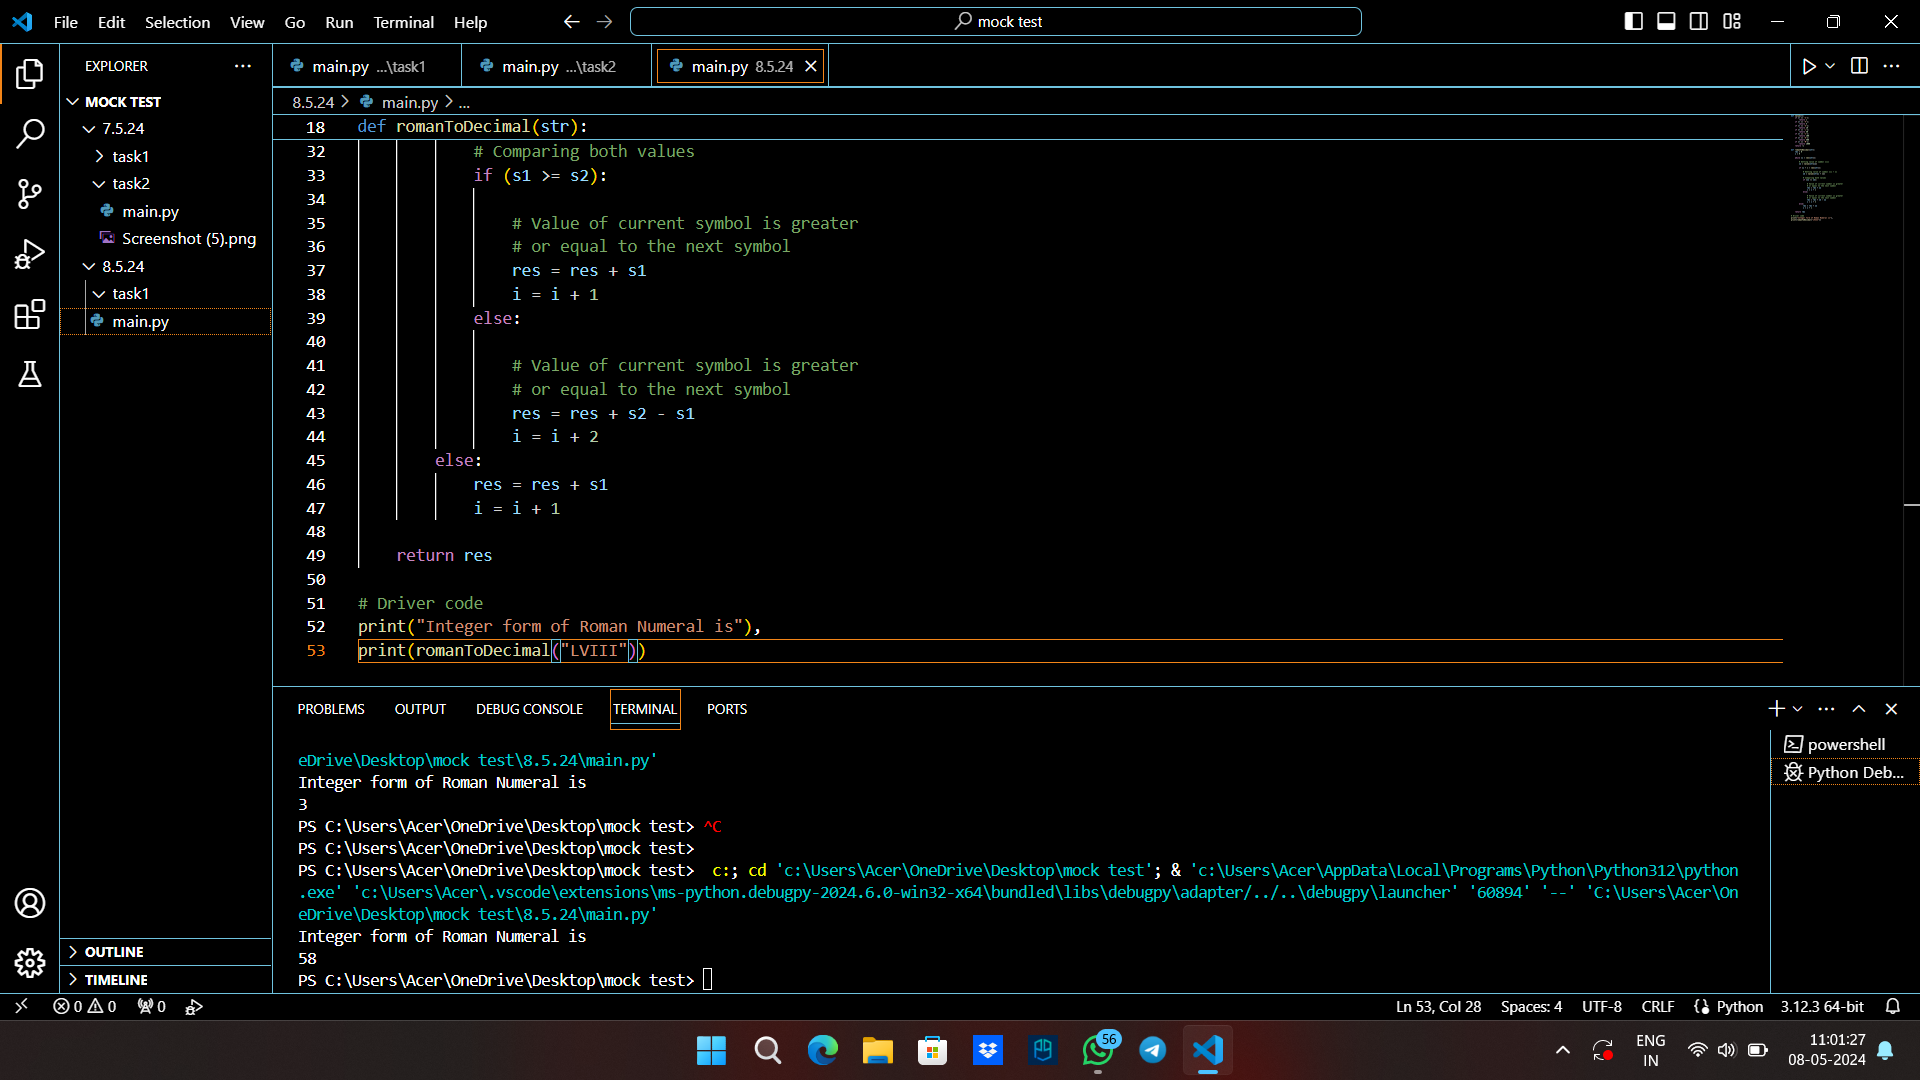 File Edit Selection View Go Run Terminal Help
mock test
EXPLORER
MOCK TEST
7.5.24
task1
task2
main.py
Screenshot (5).png
8.5.24
task1
main.py
OUTLINE
TIMELINE
main.py ...\task1
main.py ...\task2
main.py 8.5.24
8.5.24 > main.py > ...
18 def romanToDecimal(str):
32 # Comparing both values
33 if (s1 >= s2):
34
35 # Value of current symbol is greater
36 # or equal to the next symbol
37 res = res + s1
38 i = i + 1
39 else:
40
41 # Value of current symbol is greater
42 # or equal to the next symbol
43 res = res + s2 - s1
44 i = i + 2
45 else:
46 res = res + s1
47 i = i + 1
48
49 return res
50
51 # Driver code
52 print("Integer form of Roman Numeral is"),
53 print(romanToDecimal("LVIII"))
PROBLEMS OUTPUT DEBUG CONSOLE TERMINAL PORTS
eDrive\Desktop\mock test\8.5.24\main.py'
Integer form of Roman Numeral is
3
PS C:\Users\Acer\OneDrive\Desktop\mock test> ^C
PS C:\Users\Acer\OneDrive\Desktop\mock test>
PS C:\Users\Acer\OneDrive\Desktop\mock test>  c:; cd 'c:\Users\Acer\OneDrive\Desktop\mock test'; & 'c:\Users\Acer\AppData\Local\Programs\Python\Python312\python
.exe' 'c:\Users\Acer\.vscode\extensions\ms-python.debugpy-2024.6.0-win32-x64\bundled\libs\debugpy\adapter/../..\debugpy\launcher' '60894' '--' 'C:\Users\Acer\On
eDrive\Desktop\mock test\8.5.24\main.py'
Integer form of Roman Numeral is
58
PS C:\Users\Acer\OneDrive\Desktop\mock test>
powershell
Python Deb...
0 0 0
Ln 53, Col 28 Spaces: 4 UTF-8 CRLF Python 3.12.3 64-bit
56
ENG
IN
11:01:27
08-05-2024